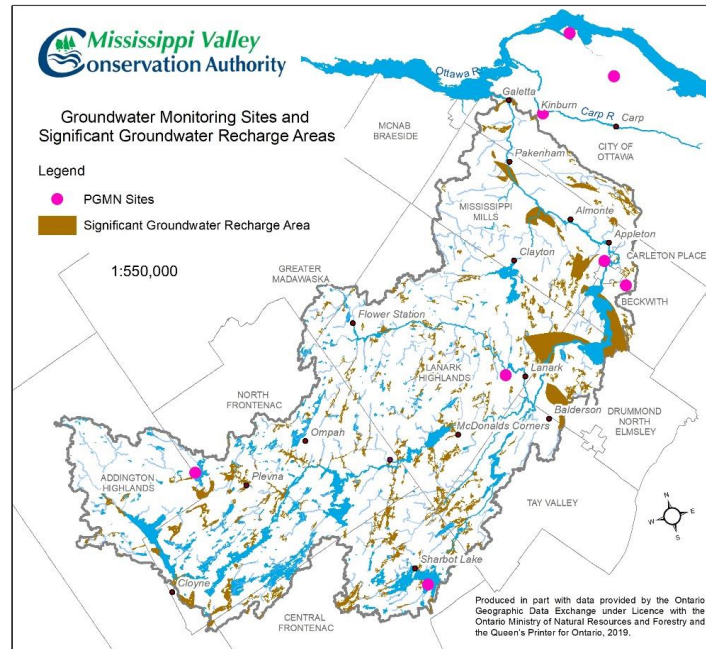 Mississippi Valley
Conservation Authority
Groundwater Monitoring Sites and
Significant Groundwater Recharge Areas
Legend
PGMN Sites
Significant Groundwater Recharge Area
1:550,000
Ottawa R
Galetta
Kinburn
Carp R
Carp
MCNAB
BRAESIDE
CITY OF
OTTAWA
Pakenham
MISSISSIPPI
MILLS
Almonte
Appleton
Clayton
CARLETON PLACE
BECKWITH
GREATER
MADAWASKA
Flower Station
LANARK
HIGHLANDS
Lanark
NORTH
FRONTENAC
Balderson
DRUMMOND
NORTH
ELMSLEY
McDonalds Corners
Ompah
ADDINGTON
HIGHLANDS
Plevna
TAY VALLEY
N
W
E
S
Sharbot Lake
Cloyne
CENTRAL
FRONTENAC
Produced in part with data provided by the Ontario
Geographic Data Exchange under Licence with the
Ontario Ministry of Natural Resources and Forestry and
the Queen's Printer for Ontario, 2019.